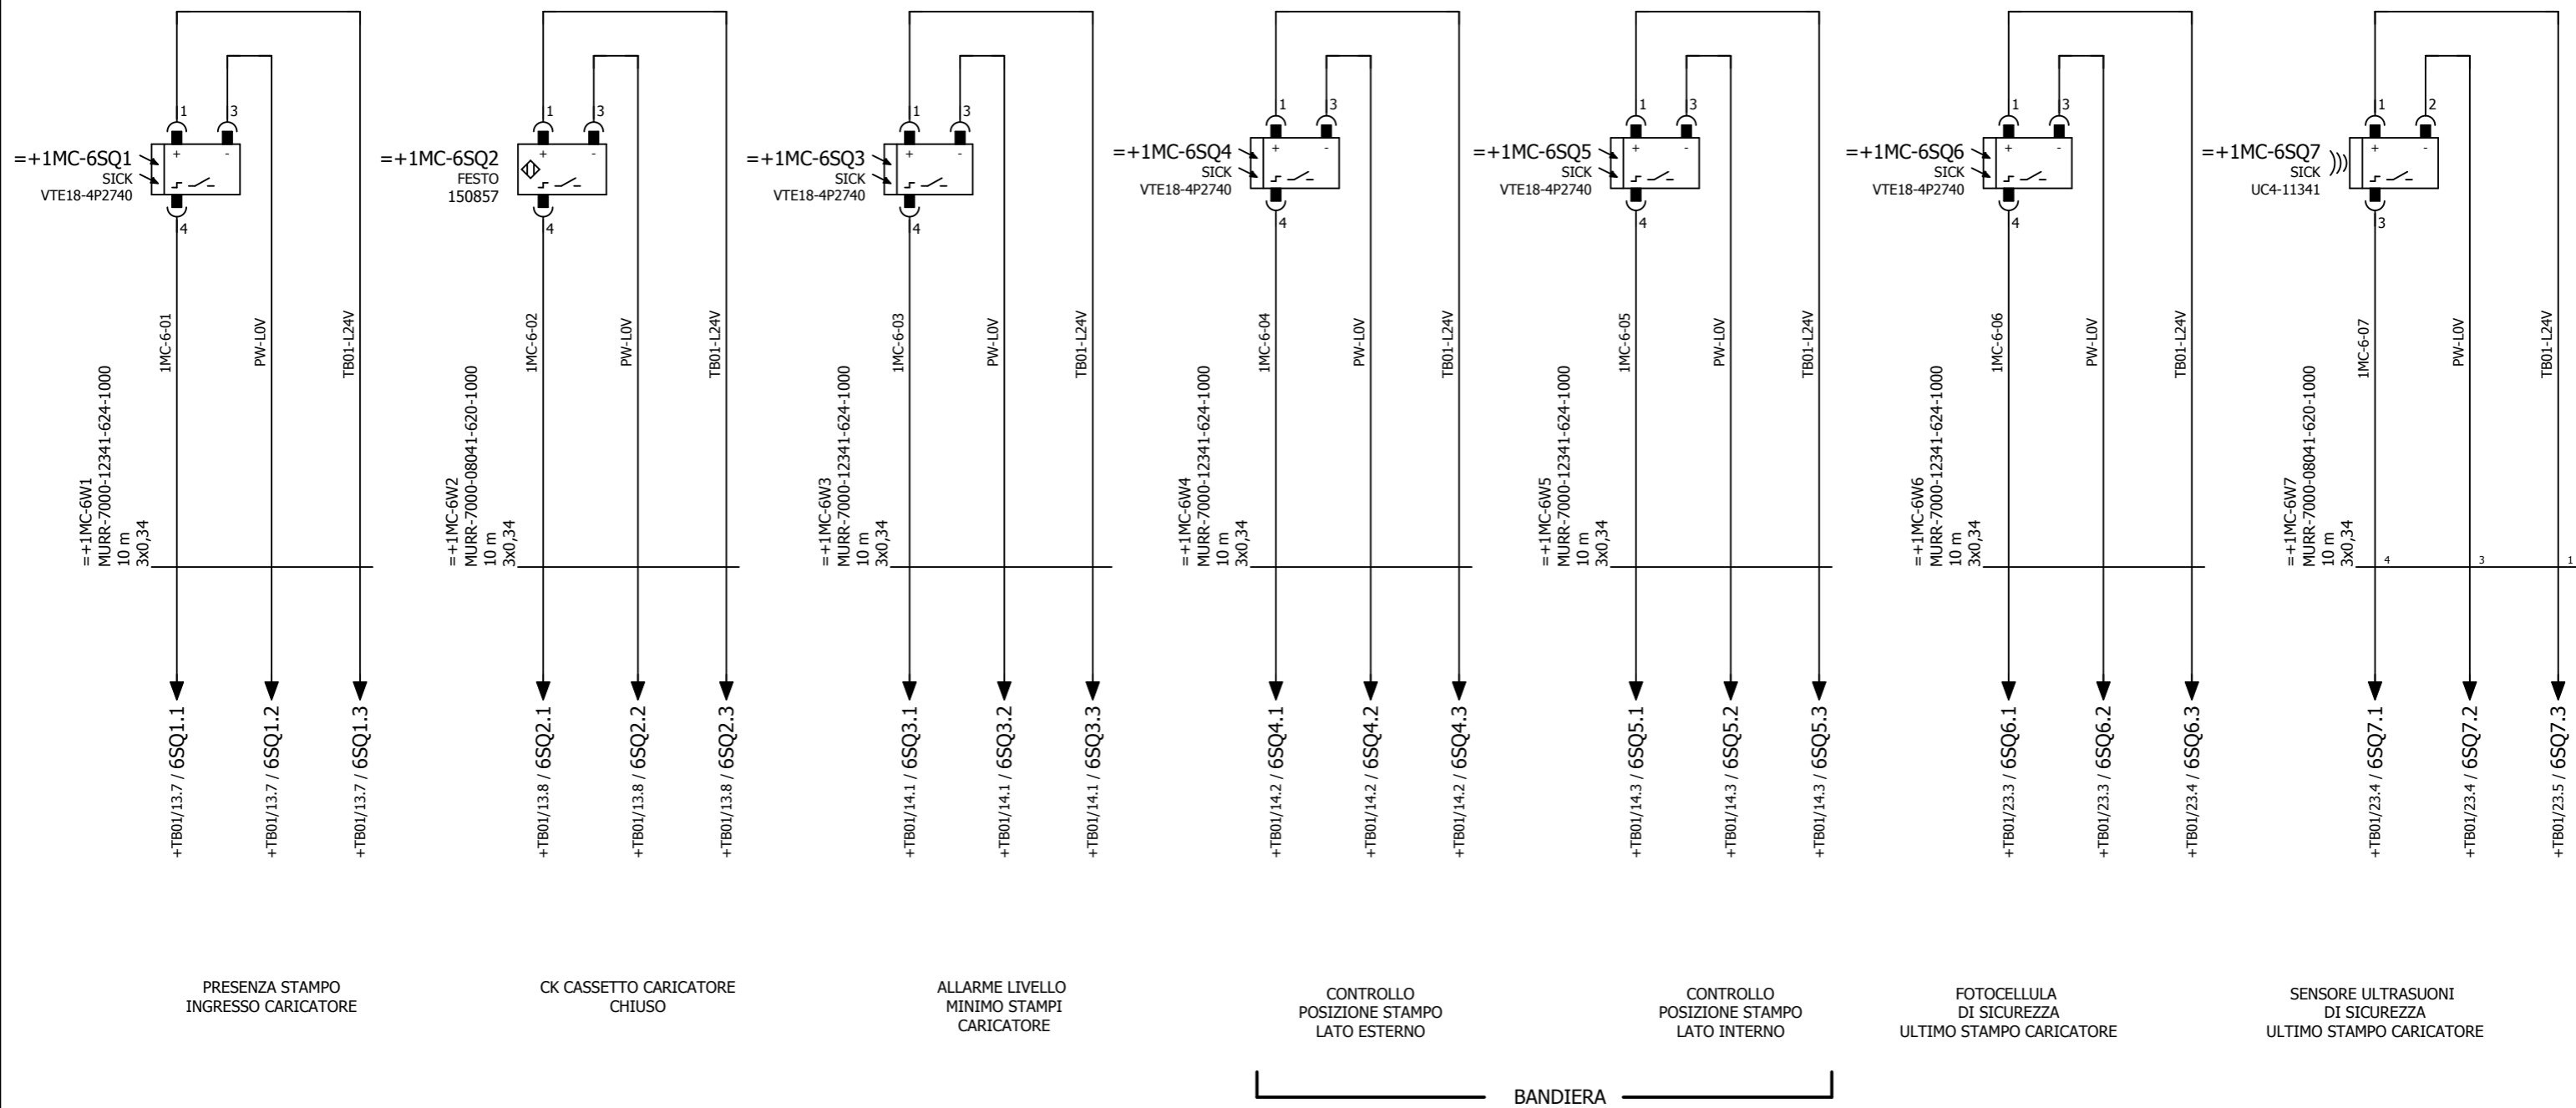 1
3
=+1MC-6SQ1
SICK
VTE18-4P2740
+
-
4
1MC-6-01
PW-L0V
TB01-L24V
=+1MC-6W1
MURR-7000-12341-624-1000
10 m
3x0,34
+TB01/13.7 / 6SQ1.1
+TB01/13.7 / 6SQ1.2
+TB01/13.7 / 6SQ1.3
PRESENZA STAMPO
INGRESSO CARICATORE
1
3
=+1MC-6SQ2
FESTO
150857
+
-
4
1MC-6-02
PW-L0V
TB01-L24V
=+1MC-6W2
MURR-7000-08041-620-1000
10 m
3x0,34
+TB01/13.8 / 6SQ2.1
+TB01/13.8 / 6SQ2.2
+TB01/13.8 / 6SQ2.3
CK CASSETTO CARICATORE
CHIUSO
1
3
=+1MC-6SQ3
SICK
VTE18-4P2740
+
-
4
1MC-6-03
PW-L0V
TB01-L24V
=+1MC-6W3
MURR-7000-12341-624-1000
10 m
3x0,34
+TB01/14.1 / 6SQ3.1
+TB01/14.1 / 6SQ3.2
+TB01/14.1 / 6SQ3.3
ALLARME LIVELLO
MINIMO STAMPI
CARICATORE
1
3
=+1MC-6SQ4
SICK
VTE18-4P2740
+
-
4
1MC-6-04
PW-L0V
TB01-L24V
=+1MC-6W4
MURR-7000-12341-624-1000
10 m
3x0,34
+TB01/14.2 / 6SQ4.1
+TB01/14.2 / 6SQ4.2
+TB01/14.2 / 6SQ4.3
CONTROLLO
POSIZIONE STAMPO
LATO ESTERNO
1
3
=+1MC-6SQ5
SICK
VTE18-4P2740
+
-
4
1MC-6-05
PW-L0V
TB01-L24V
=+1MC-6W5
MURR-7000-12341-624-1000
10 m
3x0,34
+TB01/14.3 / 6SQ5.1
+TB01/14.3 / 6SQ5.2
+TB01/14.3 / 6SQ5.3
CONTROLLO
POSIZIONE STAMPO
LATO INTERNO
BANDIERA
1
3
=+1MC-6SQ6
SICK
VTE18-4P2740
+
-
4
1MC-6-06
PW-L0V
TB01-L24V
=+1MC-6W6
MURR-7000-12341-624-1000
10 m
3x0,34
+TB01/23.3 / 6SQ6.1
+TB01/23.3 / 6SQ6.2
+TB01/23.4 / 6SQ6.3
FOTOCELLULA
DI SICUREZZA
ULTIMO STAMPO CARICATORE
1
2
=+1MC-6SQ7
SICK
UC4-11341
+
-
3
1MC-6-07
PW-L0V
TB01-L24V
=+1MC-6W7
MURR-7000-08041-620-1000
10 m
3x0,34
4
3
1
+TB01/23.4 / 6SQ7.1
+TB01/23.4 / 6SQ7.2
+TB01/23.5 / 6SQ7.3
SENSORE ULTRASUONI
DI SICUREZZA
ULTIMO STAMPO CARICATORE